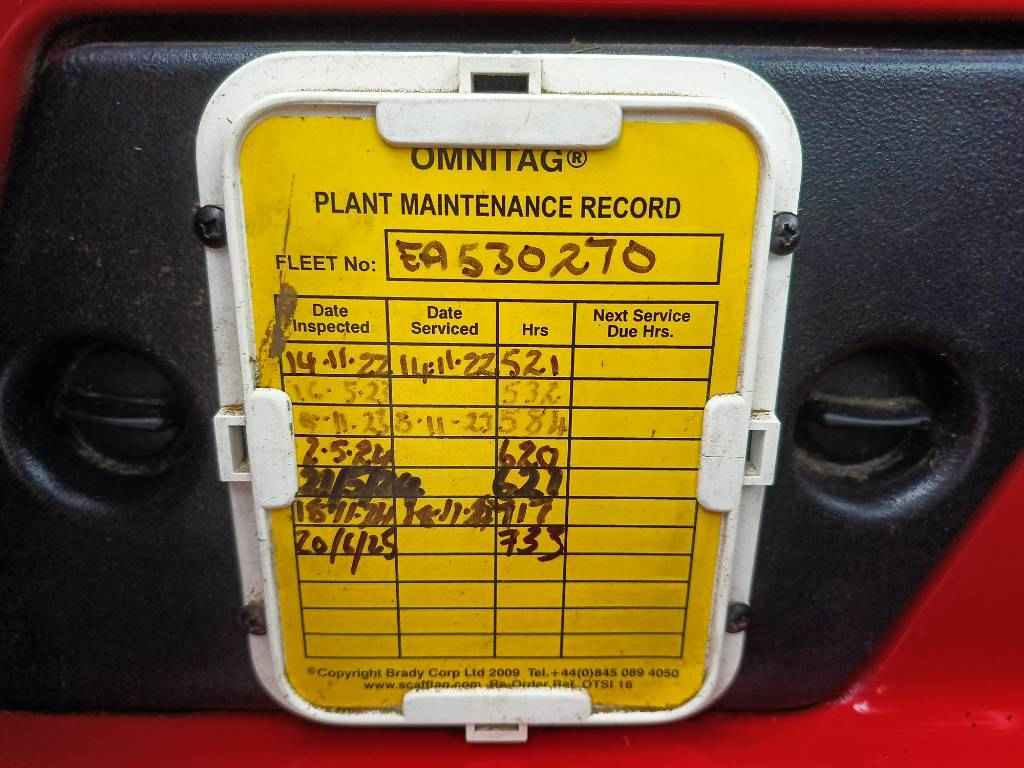 OMNITAG®
PLANT MAINTENANCE RECORD
FLEET No: EA530270
Date Inspected Date Serviced Hrs Next Service Due Hrs.
14.11.22 14.11.22 521
16.5.23 532
8.11.23 8.11.23 584
2.5.24 620
621
18.11.24 18.11.24 717
20/6/25 733
©Copyright Brady Corp Ltd 2009 Tel.+44(0)845 089 4050
www.scafftag.com Re-Order Ref. OTSI 16